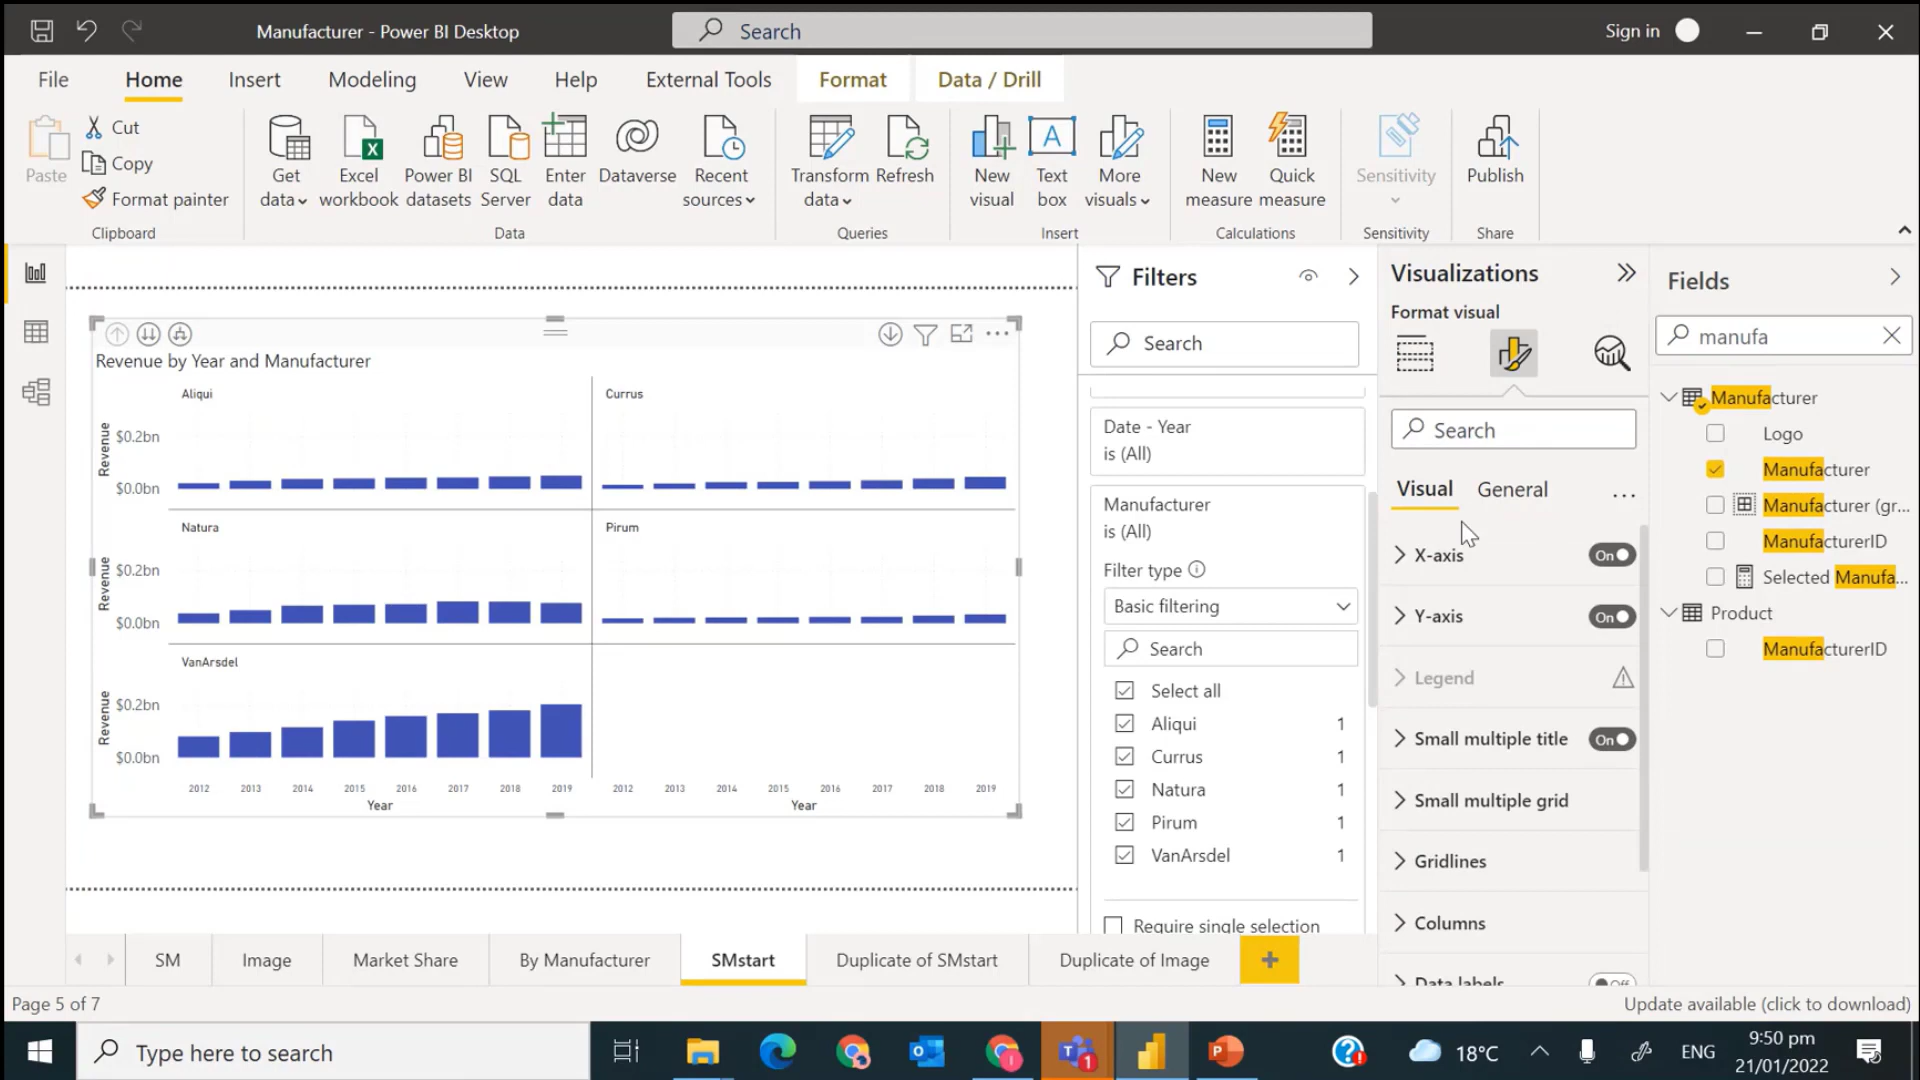 Manufacturer - Power BI Desktop
Search
Sign in
File
Home
Insert
Modeling
View
Help
External Tools
Format
Data / Drill
Paste
Cut
Copy
Format painter
Clipboard
Get data
Excel workbook
Power BI datasets
SQL Server
Enter data
Dataverse
Recent sources
Data
Transform data
Refresh
Queries
New visual
Text box
More visuals
Insert
New measure
Quick measure
Calculations
Sensitivity
Sensitivity
Publish
Share
Revenue by Year and Manufacturer
Aliqui
Currus
Revenue
$0.2bn
$0.0bn
Natura
Pirum
Revenue
$0.2bn
$0.0bn
VanArsdel
Revenue
$0.2bn
$0.0bn
2012 2013 2014 2015 2016 2017 2018 2019
2012 2013 2014 2015 2016 2017 2018 2019
Year
Year
Filters
Search
Date - Year
is (All)
Manufacturer
is (All)
Filter type
Basic filtering
Search
Select all
Aliqui 1
Currus 1
Natura 1
Pirum 1
VanArsdel 1
Require single selection
Visualizations
Format visual
Search
Visual
General
...
X-axis On
Y-axis On
Legend
Small multiple title On
Small multiple grid
Gridlines
Columns
Data labels Off
Fields
manufa
Manufacturer
Logo
Manufacturer
Manufacturer (gr...
ManufacturerID
Selected Manufa...
Product
ManufacturerID
SM
Image
Market Share
By Manufacturer
SMstart
Duplicate of SMstart
Duplicate of Image
+
Page 5 of 7
Update available (click to download)
Type here to search
18°C
ENG
9:50 pm
21/01/2022